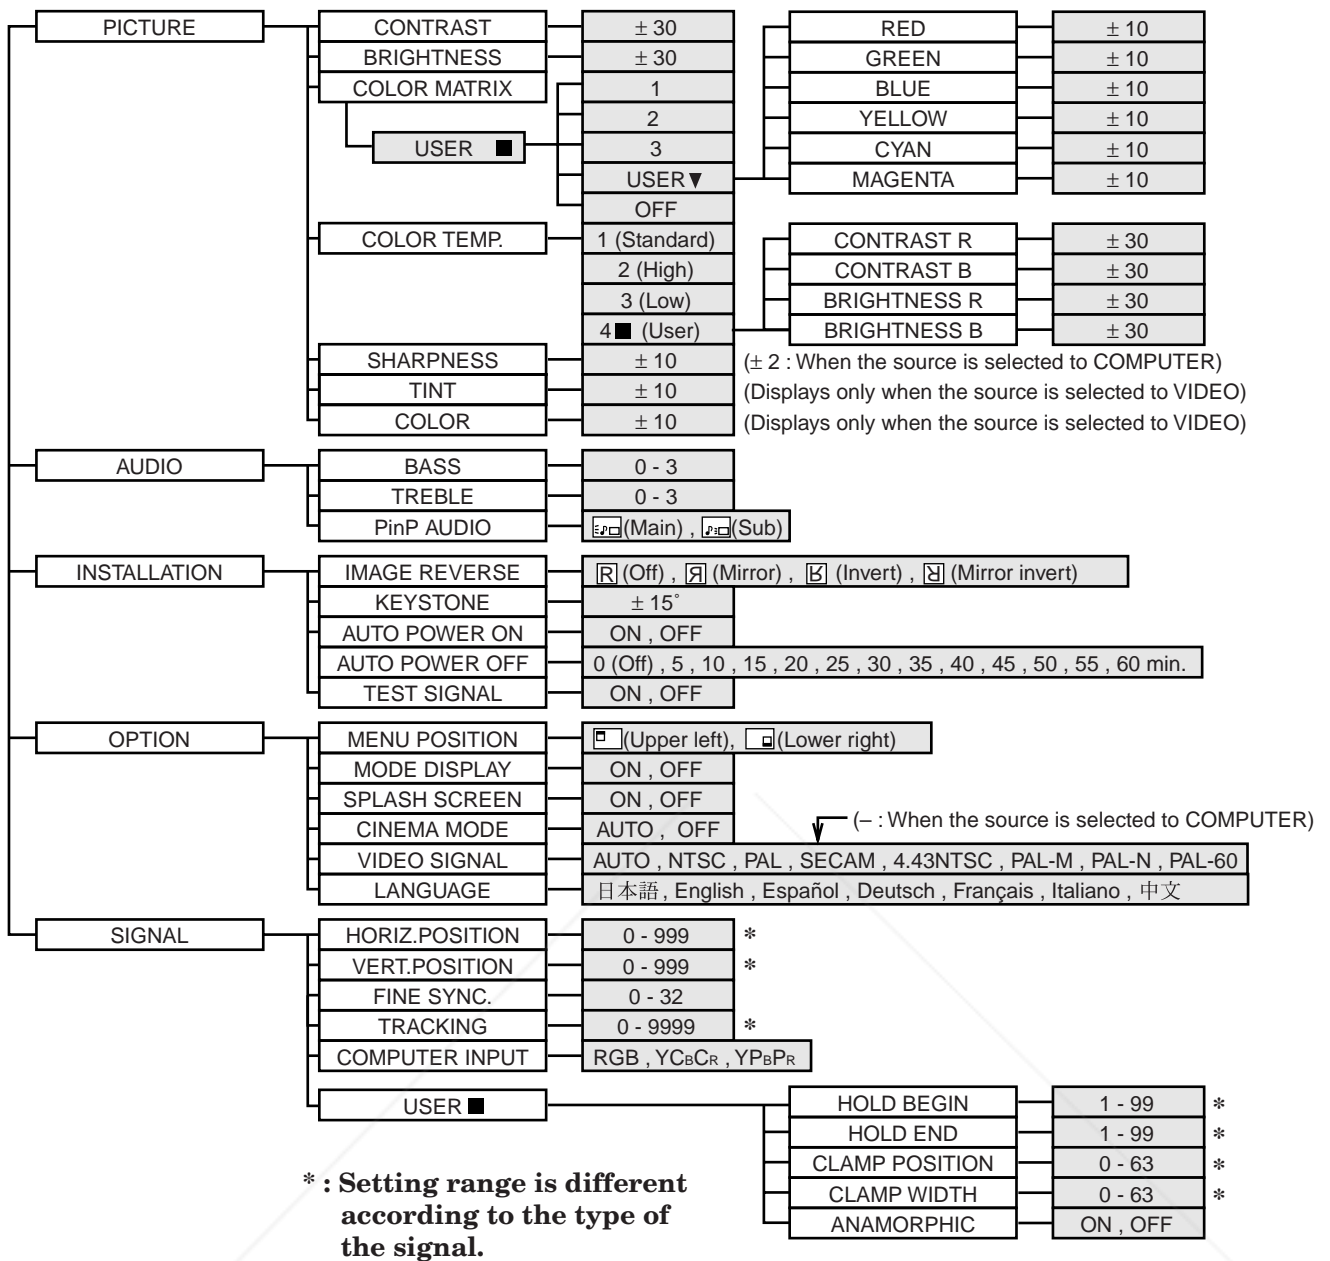 PICTURE CONTRAST ± 30 RED ± 10
BRIGHTNESS ± 30 GREEN ± 10
COLOR MATRIX 1 BLUE ± 10
2 YELLOW ± 10
USER ■ 3 CYAN ± 10
USER▼ MAGENTA ± 10
OFF
COLOR TEMP. 1 (Standard) CONTRAST R ± 30
2 (High) CONTRAST B ± 30
3 (Low) BRIGHTNESS R ± 30
4■ (User) BRIGHTNESS B ± 30
SHARPNESS ± 10 (± 2 : When the source is selected to COMPUTER)
TINT ± 10 (Displays only when the source is selected to VIDEO)
COLOR ± 10 (Displays only when the source is selected to VIDEO)
AUDIO BASS 0 - 3
TREBLE 0 - 3
PinP AUDIO (Main) , (Sub)
INSTALLATION IMAGE REVERSE R (Off) , R (Mirror) , R (Invert) , R (Mirror invert)
KEYSTONE ± 15°
AUTO POWER ON ON , OFF
AUTO POWER OFF 0 (Off) , 5 , 10 , 15 , 20 , 25 , 30 , 35 , 40 , 45 , 50 , 55 , 60 min.
TEST SIGNAL ON , OFF
OPTION MENU POSITION (Upper left), (Lower right)
MODE DISPLAY ON , OFF
SPLASH SCREEN ON , OFF
CINEMA MODE AUTO , OFF (– : When the source is selected to COMPUTER)
VIDEO SIGNAL AUTO , NTSC , PAL , SECAM , 4.43NTSC , PAL-M , PAL-N , PAL-60
LANGUAGE 日本語 , English , Español , Deutsch , Français , Italiano , 中文
SIGNAL HORIZ.POSITION 0 - 999 *
VERT.POSITION 0 - 999 *
FINE SYNC. 0 - 32
TRACKING 0 - 9999 *
COMPUTER INPUT RGB , YCBCR , YPBPR
USER ■ HOLD BEGIN 1 - 99 *
HOLD END 1 - 99 *
CLAMP POSITION 0 - 63 *
CLAMP WIDTH 0 - 63 *
ANAMORPHIC ON , OFF
* : Setting range is different
according to the type of
the signal.